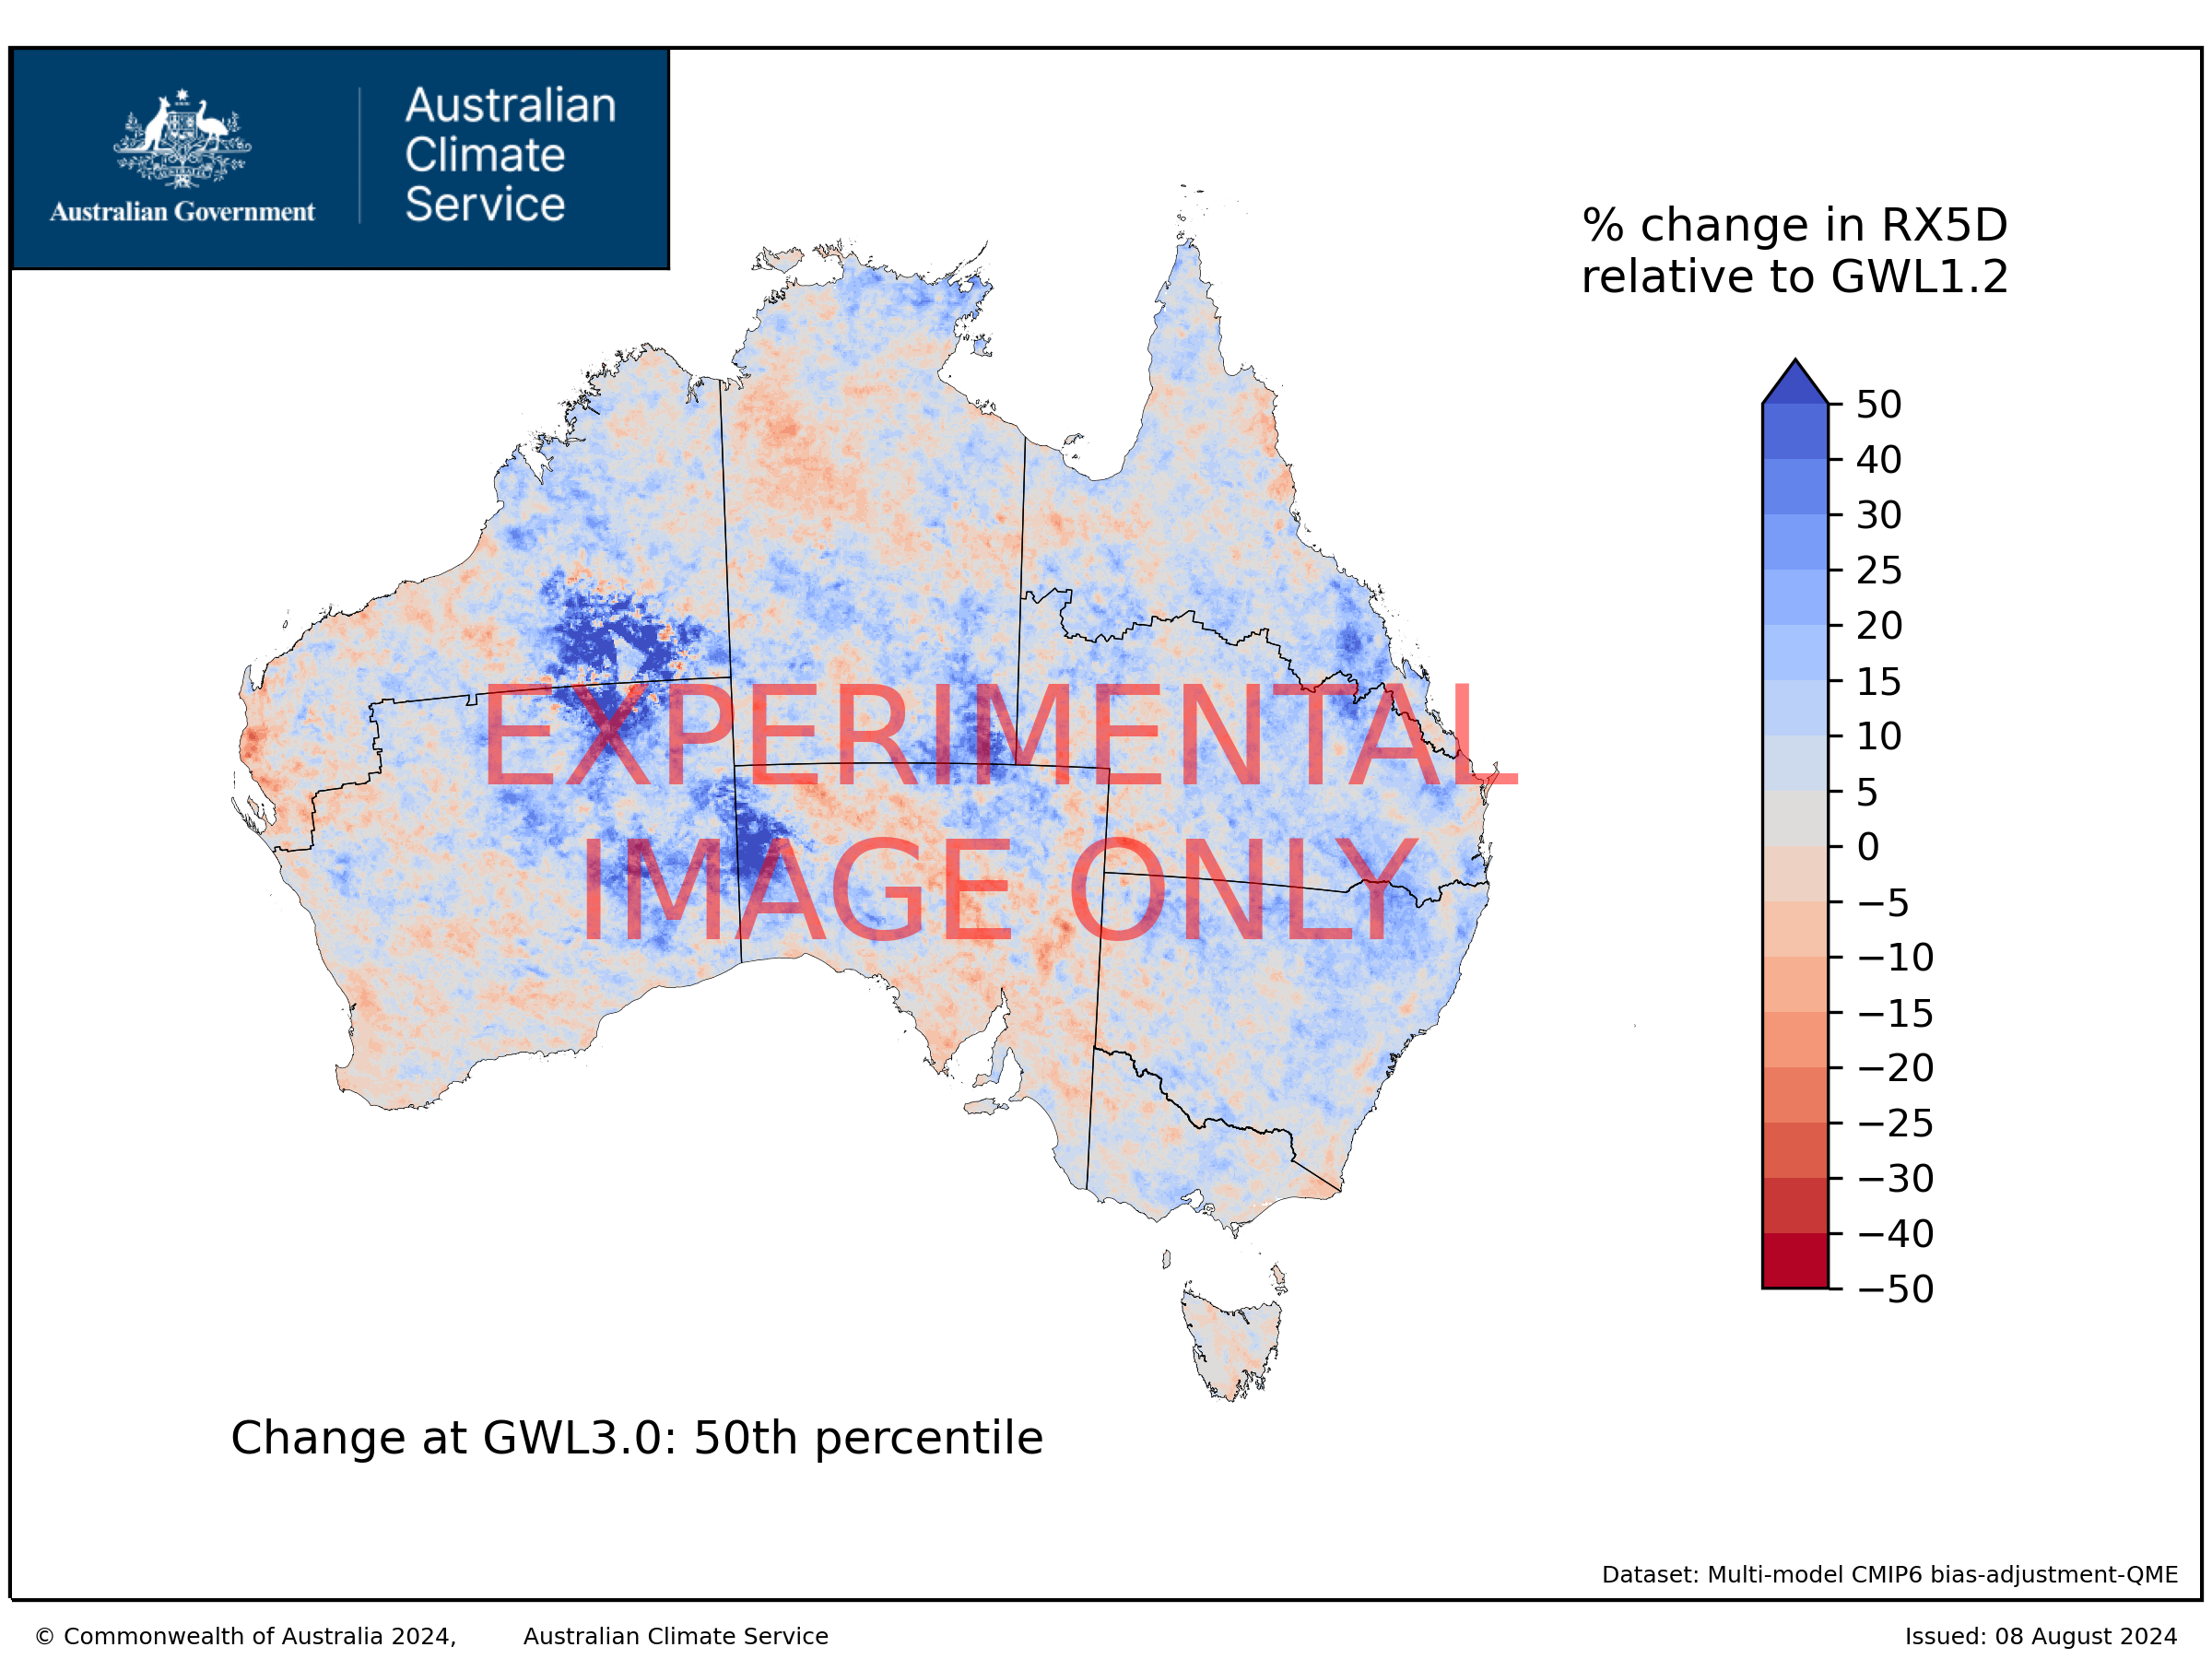 Australian Government
Australian
Climate
Service
% change in RX5D
relative to GWL1.2
50
40
30
25
20
15
10
5
0
−5
−10
−15
−20
−25
−30
−40
−50
EXPERIMENTAL
IMAGE ONLY
Change at GWL3.0: 50th percentile
Dataset: Multi-model CMIP6 bias-adjustment-QME
© Commonwealth of Australia 2024, Australian Climate Service
Issued: 08 August 2024